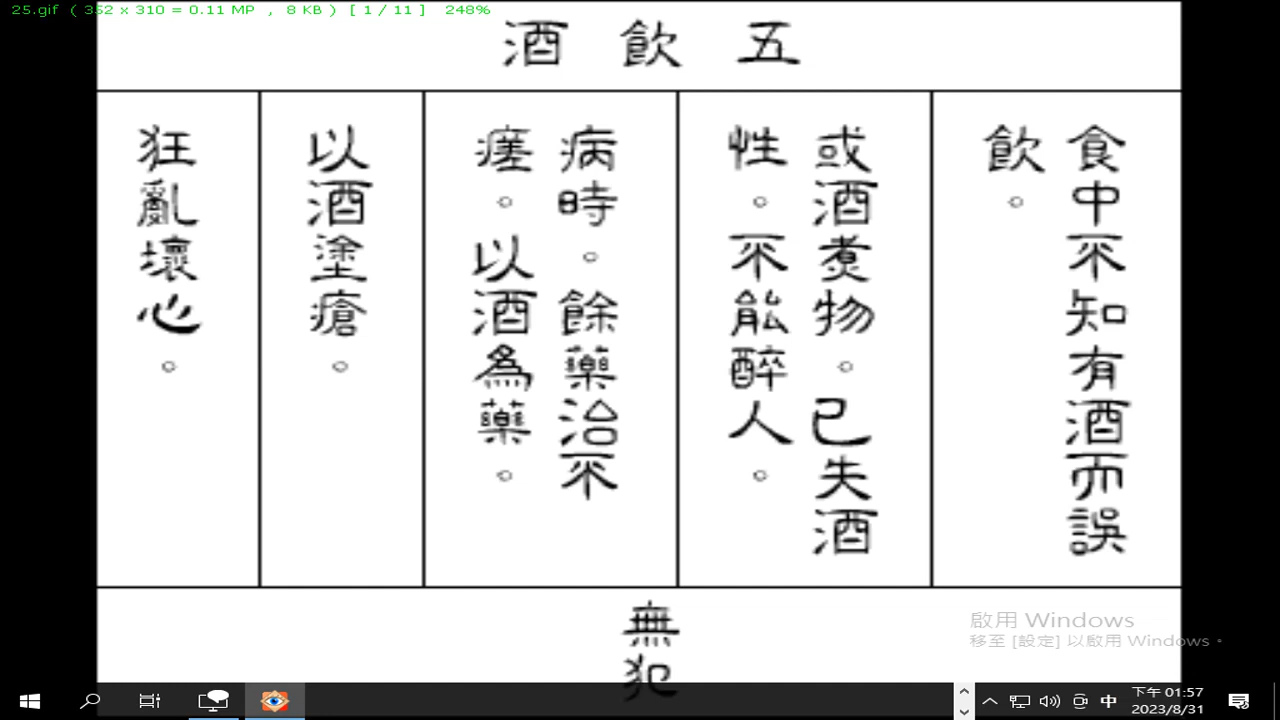 25.gif ( 352 x 310 = 0.11 MP , 8 KB ) [ 1 / 11 ] 248%
五飲酒
食中不知有酒而誤
飲。
或酒煮物。已失酒
性。不能醉人。
病時。餘藥治不
瘥。以酒為藥。
以酒塗瘡。
狂亂壞心。
無犯
啟用 Windows
移至 [設定] 以啟用 Windows。
中
下午 01:57
2023/8/31